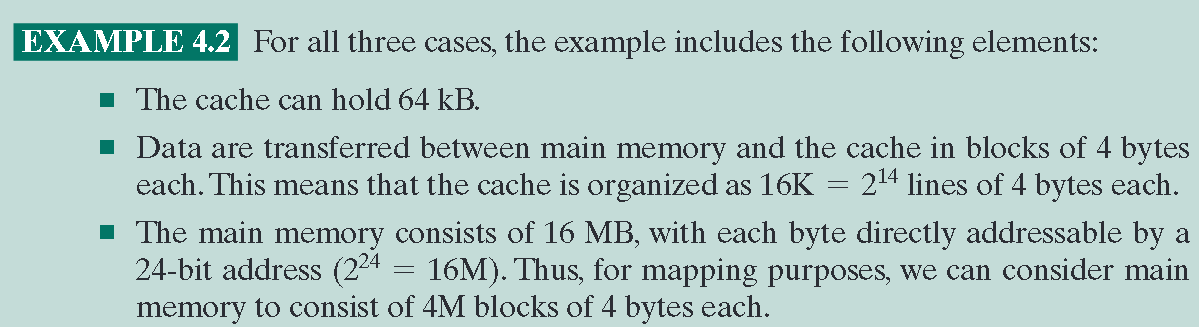 EXAMPLE 4.2 For all three cases, the example includes the following elements:
■ The cache can hold 64 kB.
■ Data are transferred between main memory and the cache in blocks of 4 bytes
each. This means that the cache is organized as 16K = 2¹⁴ lines of 4 bytes each.
■ The main memory consists of 16 MB, with each byte directly addressable by a
24-bit address (2²⁴ = 16M). Thus, for mapping purposes, we can consider main
memory to consist of 4M blocks of 4 bytes each.